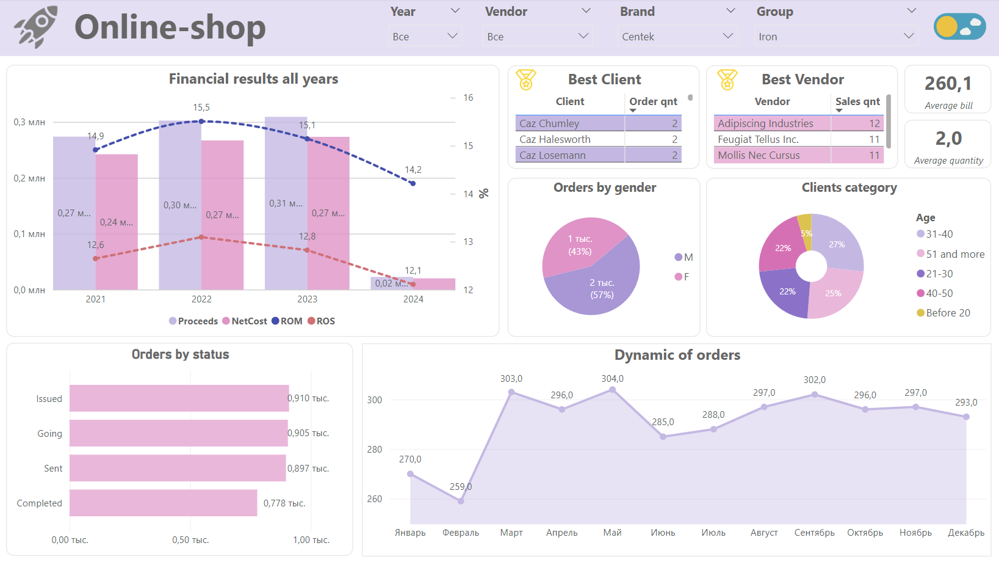 Online-shop
Year
Все
Vendor
Все
Brand
Centek
Group
Iron
Financial results all years
0,3 млн
0,2 млн
0,1 млн
0,0 млн
16
15
14
13
12
%
14,9
15,5
15,1
14,2
12,6
12,8
12,1
0,27 м...
0,24 м...
0,30 м...
0,27 м...
0,31 м...
0,27 м...
0,02 м...
2021 2022 2023 2024
Proceeds NetCost ROM ROS
Best Client
Client Order qnt
Caz Chumley 2
Caz Halesworth 2
Caz Losemann 2
Best Vendor
Vendor Sales qnt
Adipiscing Industries 12
Feugiat Tellus Inc. 11
Mollis Nec Cursus 11
260,1
Average bill
2,0
Average quantity
Orders by gender
1 тыс.
(43%)
2 тыс.
(57%)
M
F
Clients category
27%
25%
22%
22%
5%
Age
31-40
51 and more
21-30
40-50
Before 20
Orders by status
Issued 0,910 тыс.
Going 0,905 тыс.
Sent 0,897 тыс.
Completed 0,778 тыс.
0,00 тыс. 0,50 тыс. 1,00 тыс.
Dynamic of orders
300
280
260
270,0
259,0
303,0
296,0
304,0
285,0
288,0
297,0
302,0
296,0
297,0
293,0
Январь Февраль Март Апрель Май Июнь Июль Август Сентябрь Октябрь Ноябрь Декабрь